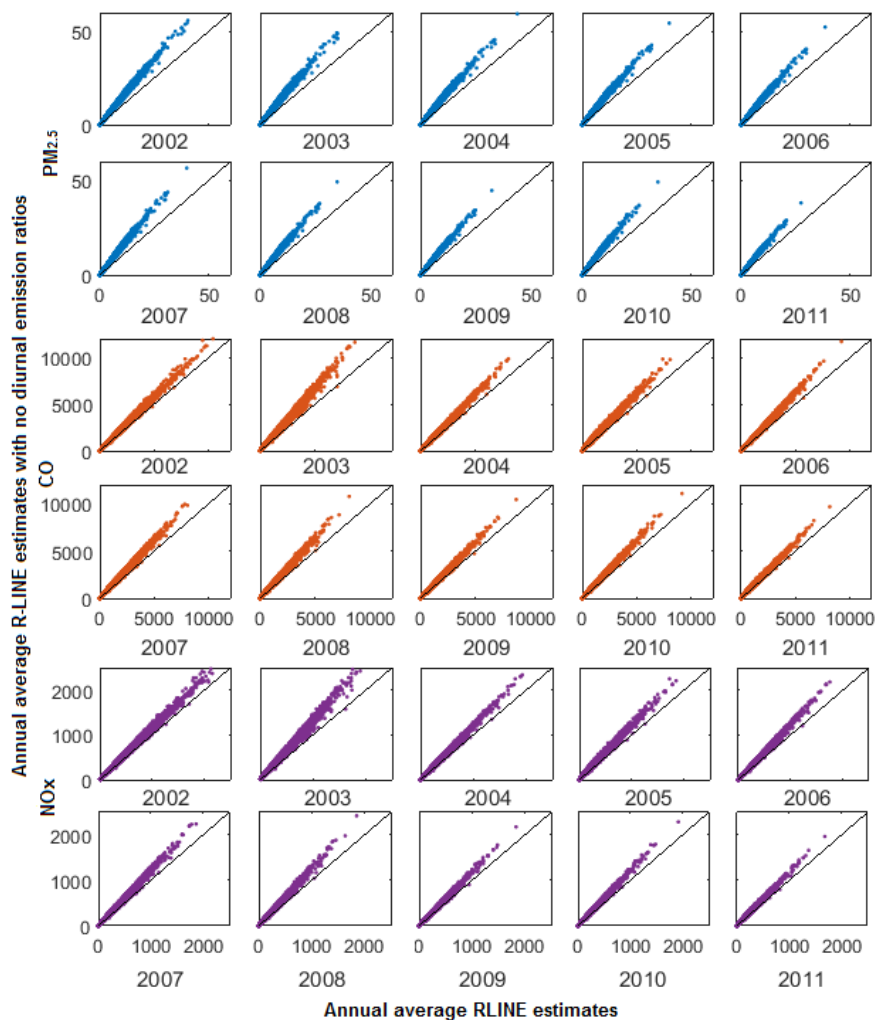 Annual average R-LINE estimates with no diurnal emission ratios
PM2.5
50
0
2002 2003 2004 2005 2006
50
0
0 50 0 50 0 50 0 50 0 50
2007 2008 2009 2010 2011
CO
10000
5000
0
2002 2003 2004 2005 2006
10000
5000
0
0 5000 10000 0 5000 10000 0 5000 10000 0 5000 10000 0 5000 10000
2007 2008 2009 2010 2011
NOx
2000
1000
0
2002 2003 2004 2005 2006
2000
1000
0
0 1000 2000 0 1000 2000 0 1000 2000 0 1000 2000 0 1000 2000
2007 2008 2009 2010 2011
Annual average RLINE estimates